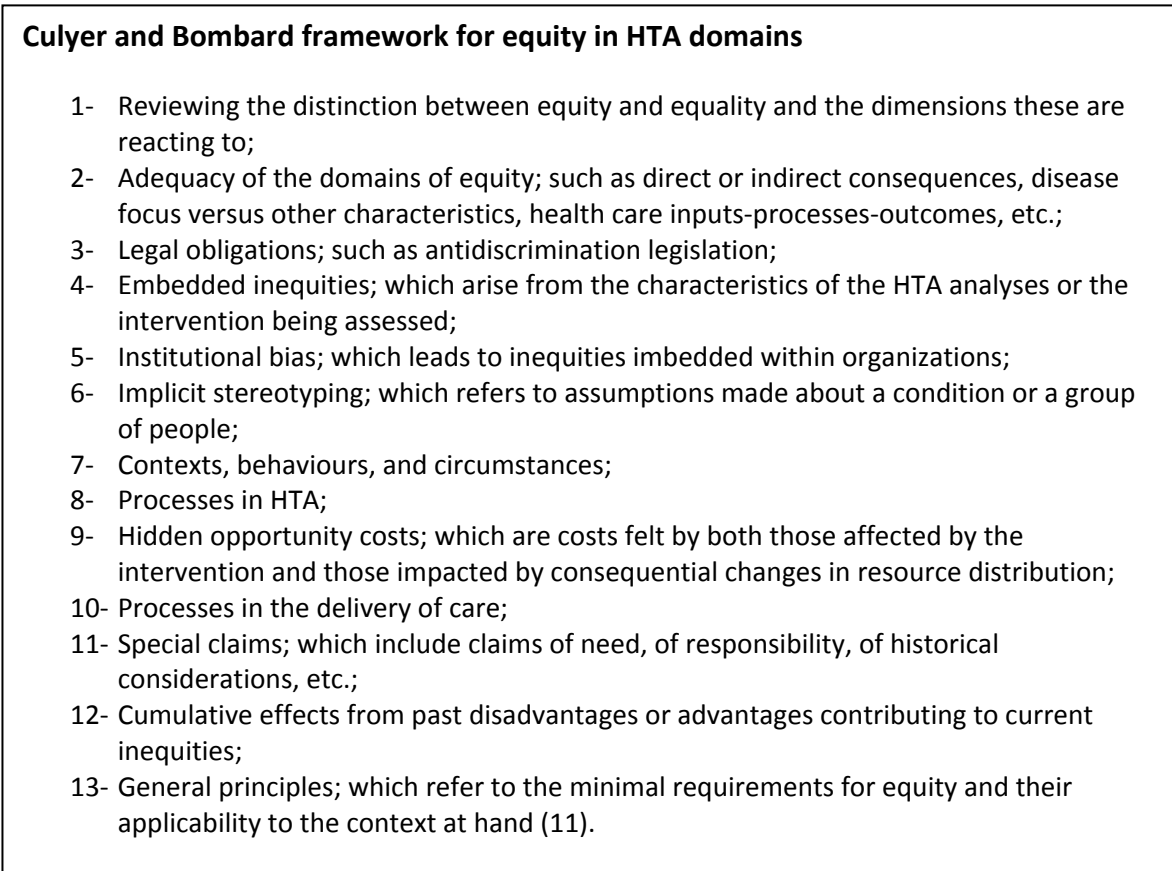 Culyer and Bombard framework for equity in HTA domains
1- Reviewing the distinction between equity and equality and the dimensions these are
reacting to;
2- Adequacy of the domains of equity; such as direct or indirect consequences, disease
focus versus other characteristics, health care inputs-processes-outcomes, etc.;
3- Legal obligations; such as antidiscrimination legislation;
4- Embedded inequities; which arise from the characteristics of the HTA analyses or the
intervention being assessed;
5- Institutional bias; which leads to inequities imbedded within organizations;
6- Implicit stereotyping; which refers to assumptions made about a condition or a group
of people;
7- Contexts, behaviours, and circumstances;
8- Processes in HTA;
9- Hidden opportunity costs; which are costs felt by both those affected by the
intervention and those impacted by consequential changes in resource distribution;
10- Processes in the delivery of care;
11- Special claims; which include claims of need, of responsibility, of historical
considerations, etc.;
12- Cumulative effects from past disadvantages or advantages contributing to current
inequities;
13- General principles; which refer to the minimal requirements for equity and their
applicability to the context at hand (11).